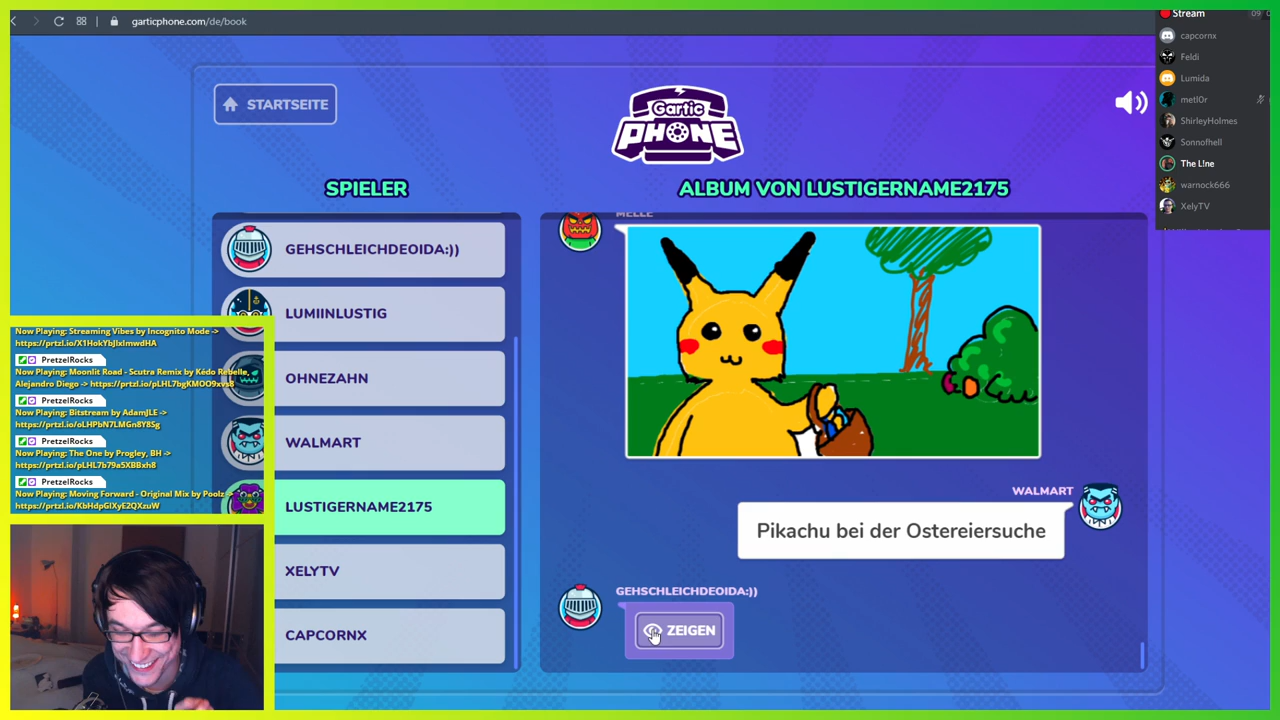 garticphone.com/de/book
Stream
09
capcornx
Feldi
Lumida
metl0r
ShirleyHolmes
Sonnofhell
The L!ne
warnock666
XelyTV
STARTSEITE
Gartic
PHONE
SPIELER
ALBUM VON LUSTIGERNAME2175
GEHSCHLEICHDEOIDA:))
LUMIINLUSTIG
OHNEZAHN
WALMART
LUSTIGERNAME2175
XELYTV
CAPCORNX
MELLE
WALMART
Pikachu bei der Ostereiersuche
GEHSCHLEICHDEOIDA:))
ZEIGEN
Now Playing: Streaming Vibes by Incognito Mode ->
PretzelRocks
Now Playing: Moonlit Road - Scutra Remix by Kédo Rebelle,
Alejandro Diego ->
PretzelRocks
Now Playing: Bitstream by AdamJLE ->
PretzelRocks
Now Playing: The One by Progley, BH ->
PretzelRocks
Now Playing: Moving Forward - Original Mix by Poolz ->